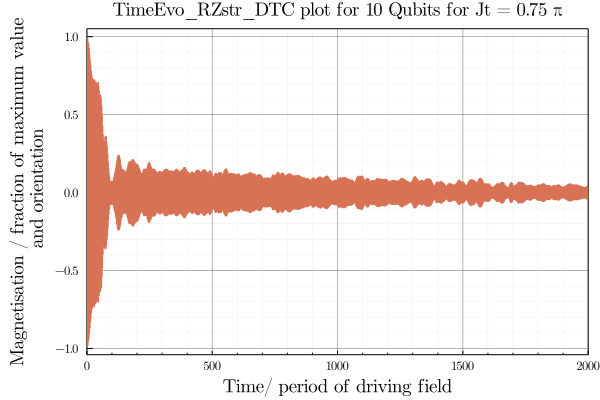 TimeEvo_RZstr_DTC plot for 10 Qubits for Jt = 0.75 π
Magnetisation / fraction of maximum value
and orientation
1.0
0.5
0.0
−0.5
−1.0
0 500 1000 1500 2000
Time/ period of driving field